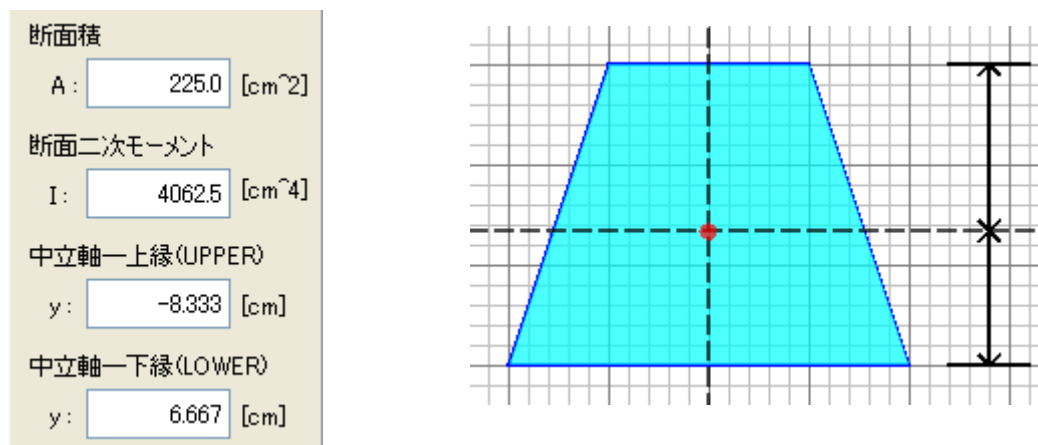 断面積
A : 225.0 [cm^2]
断面二次モーメント
I : 4062.5 [cm^4]
中立軸―上縁(UPPER)
y : -8.333 [cm]
中立軸―下縁(LOWER)
y : 6.667 [cm]